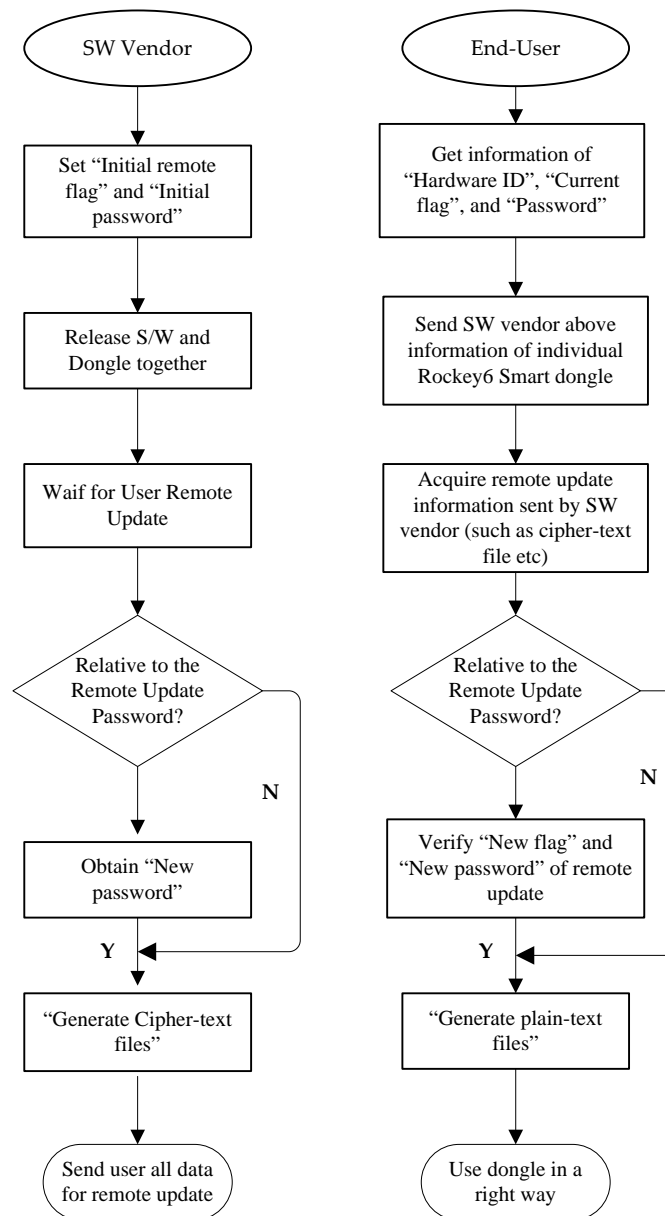 SW Vendor
Set “Initial remote
flag” and “Initial
password”
Release S/W and
Dongle together
Waif for User Remote
Update
Relative to the
Remote Update
Password?
N
Obtain “New
password”
Y
“Generate Cipher-text
files”
Send user all data
for remote update
End-User
Get information of
“Hardware ID”, “Current
flag”, and “Password”
Send SW vendor above
information of individual
Rockey6 Smart dongle
Acquire remote update
information sent by SW
vendor (such as cipher-text
file etc)
Relative to the
Remote Update
Password?
N
Verify “New flag” and
“New password” of remote
update
Y
“Generate plain-text
files”
Use dongle in a
right way